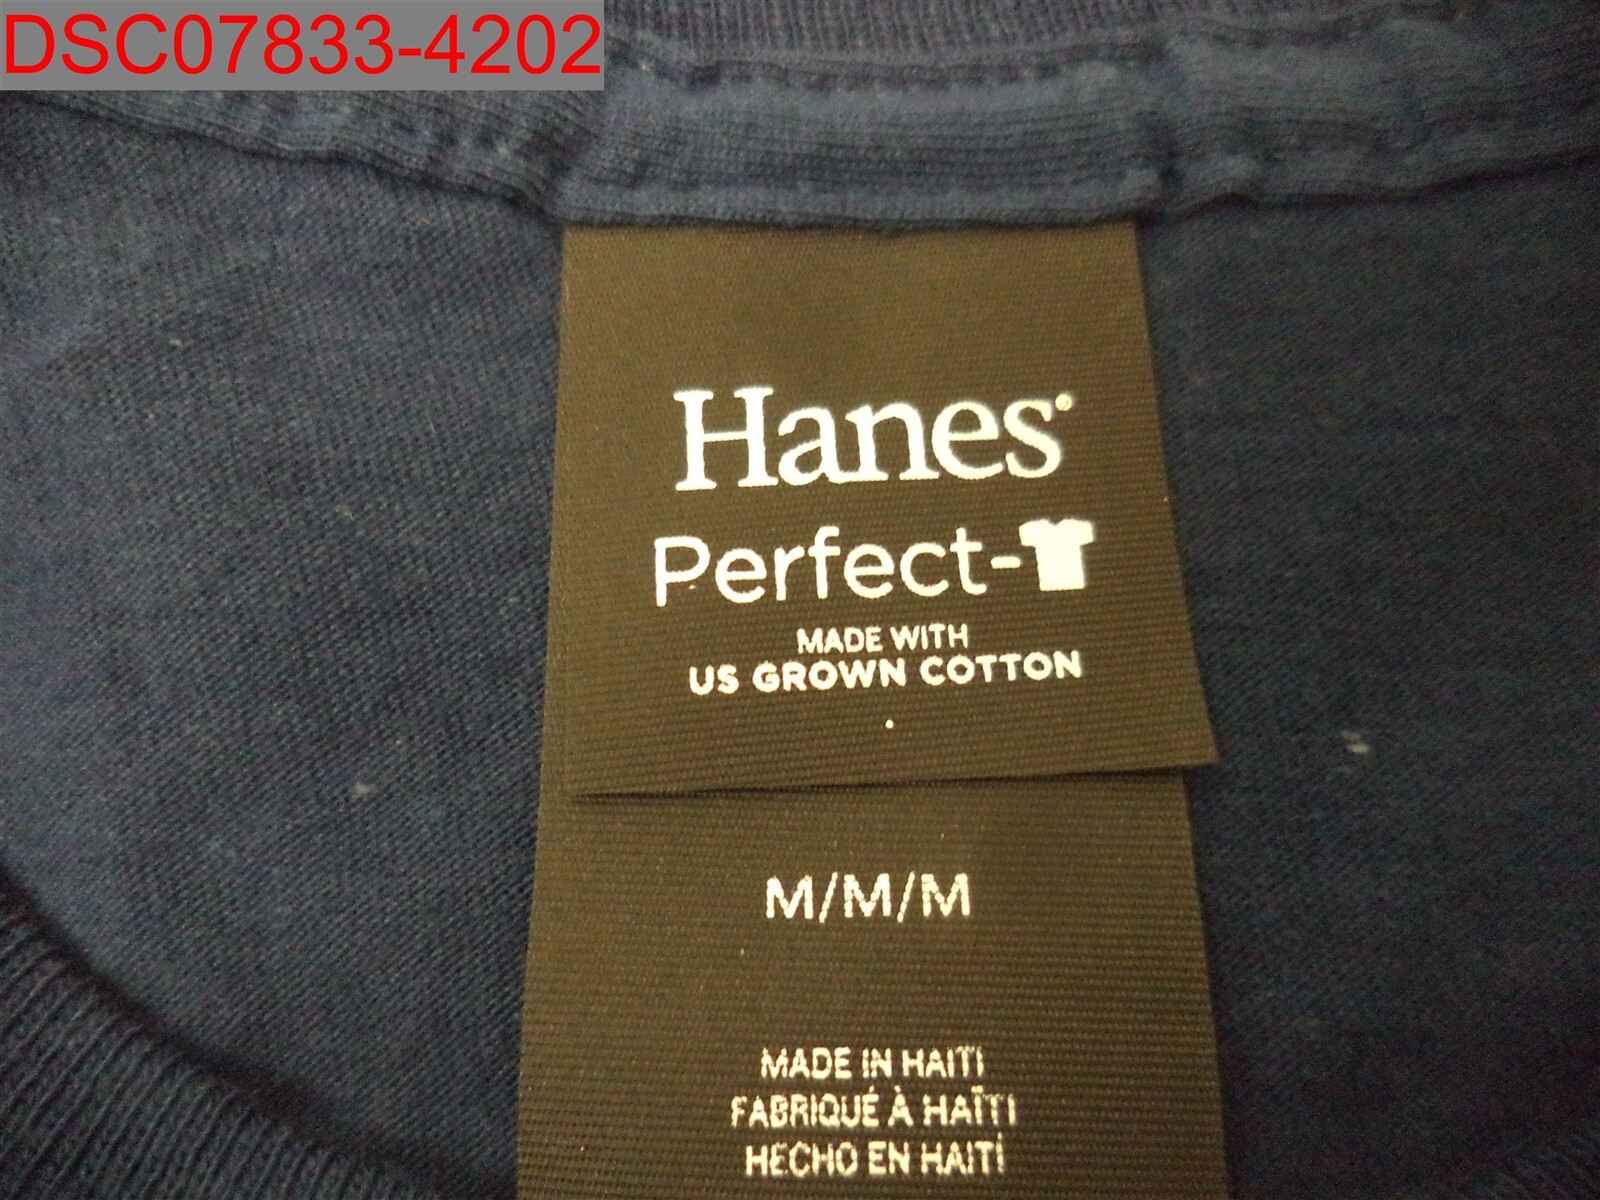 DSC07833-4202
Hanes®
Perfect-
MADE WITH
US GROWN COTTON
M/M/M
MADE IN HAITI
FABRIQUÉ À HAÏTI
HECHO EN HAITÍ